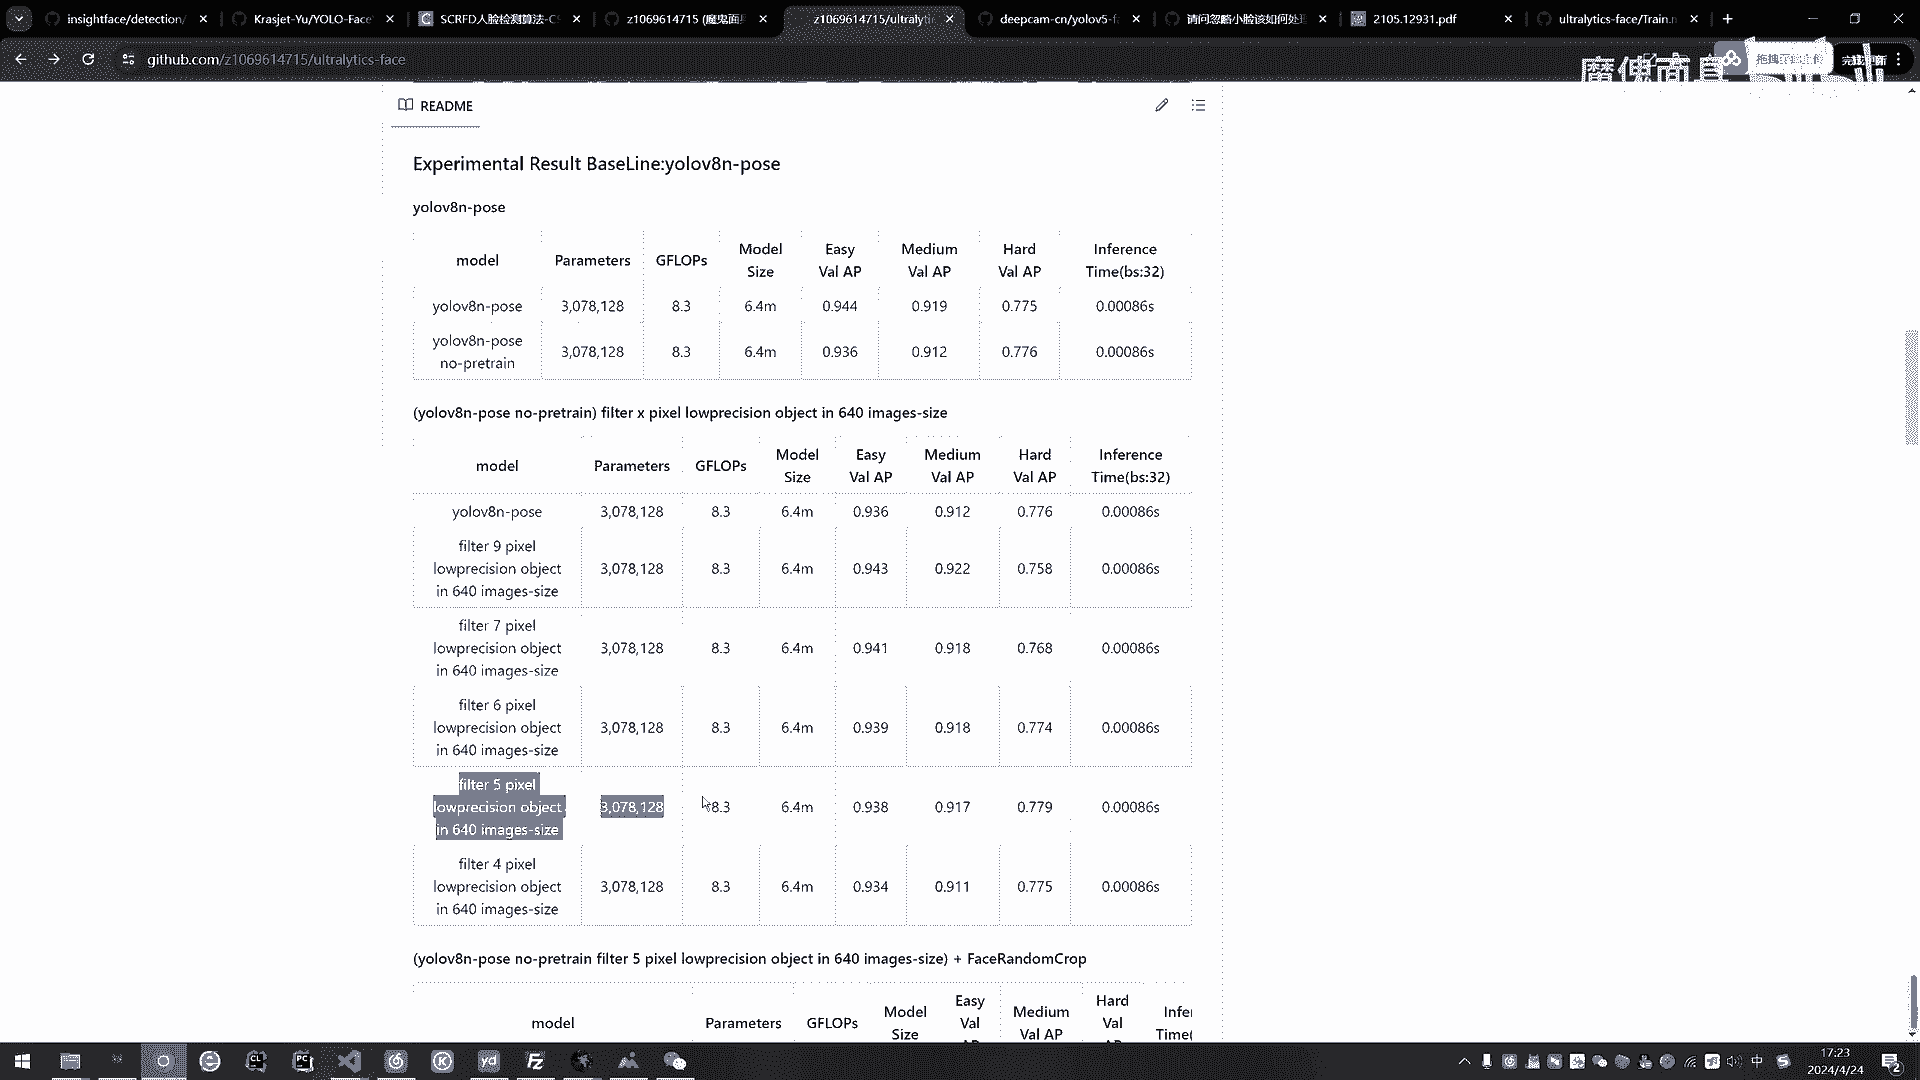 insightface/detection/
Krasjet-Yu/YOLO-Face
SCRFD人脸检测算法-C
z1069614715 (魔鬼面
z1069614715/ultralyti
deepcam-cn/yolov5-f
请问忽略小脸该如何处
2105.12931.pdf
ultralytics-face/Train.
github.com/z1069614715/ultralytics-face
README
Experimental Result BaseLine:yolov8n-pose
yolov8n-pose
model Parameters GFLOPs Model Size Easy Val AP Medium Val AP Hard Val AP Inference Time(bs:32)
yolov8n-pose 3,078,128 8.3 6.4m 0.944 0.919 0.775 0.00086s
yolov8n-pose no-pretrain 3,078,128 8.3 6.4m 0.936 0.912 0.776 0.00086s
(yolov8n-pose no-pretrain) filter x pixel lowprecision object in 640 images-size
model Parameters GFLOPs Model Size Easy Val AP Medium Val AP Hard Val AP Inference Time(bs:32)
yolov8n-pose 3,078,128 8.3 6.4m 0.936 0.912 0.776 0.00086s
filter 9 pixel lowprecision object in 640 images-size 3,078,128 8.3 6.4m 0.943 0.922 0.758 0.00086s
filter 7 pixel lowprecision object in 640 images-size 3,078,128 8.3 6.4m 0.941 0.918 0.768 0.00086s
filter 6 pixel lowprecision object in 640 images-size 3,078,128 8.3 6.4m 0.939 0.918 0.774 0.00086s
filter 5 pixel lowprecision object in 640 images-size 3,078,128 8.3 6.4m 0.938 0.917 0.779 0.00086s
filter 4 pixel lowprecision object in 640 images-size 3,078,128 8.3 6.4m 0.934 0.911 0.775 0.00086s
(yolov8n-pose no-pretrain filter 5 pixel lowprecision object in 640 images-size) + FaceRandomCrop
model Parameters GFLOPs Model Size Easy Val Medium Val AP Hard Val Infer Time(
17:23
2024/4/24
中